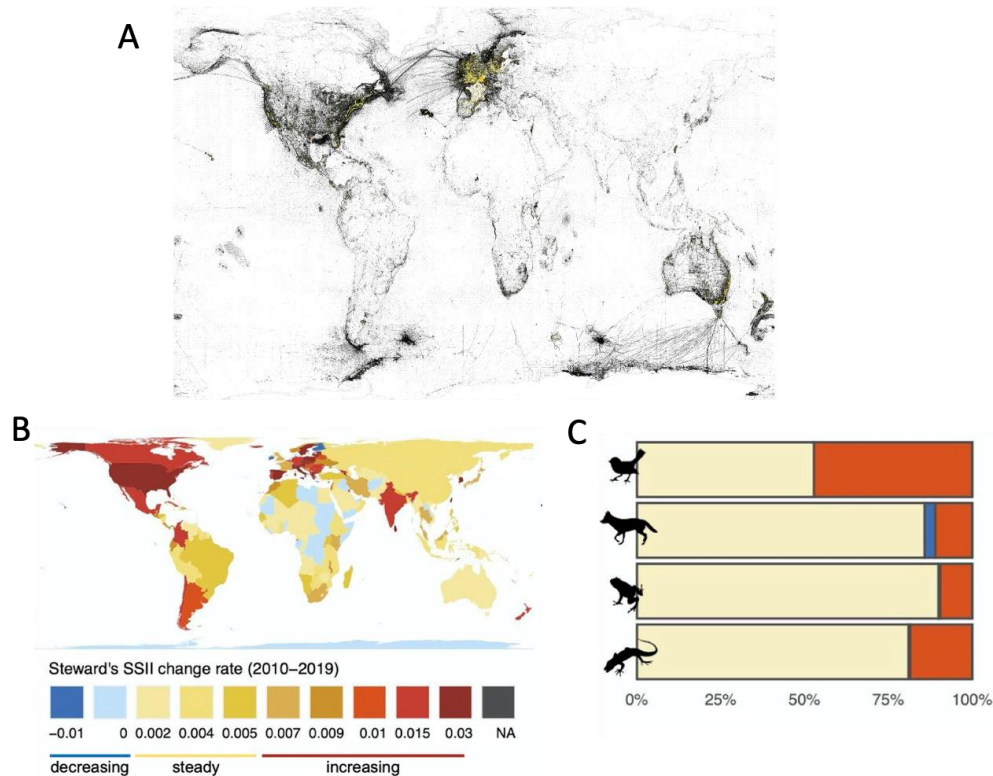 A
B
C
Steward's SSII change rate (2010–2019)
−0.01 0 0.002 0.004 0.005 0.007 0.009 0.01 0.015 0.03 NA
decreasing steady increasing
0% 25% 50% 75% 100%